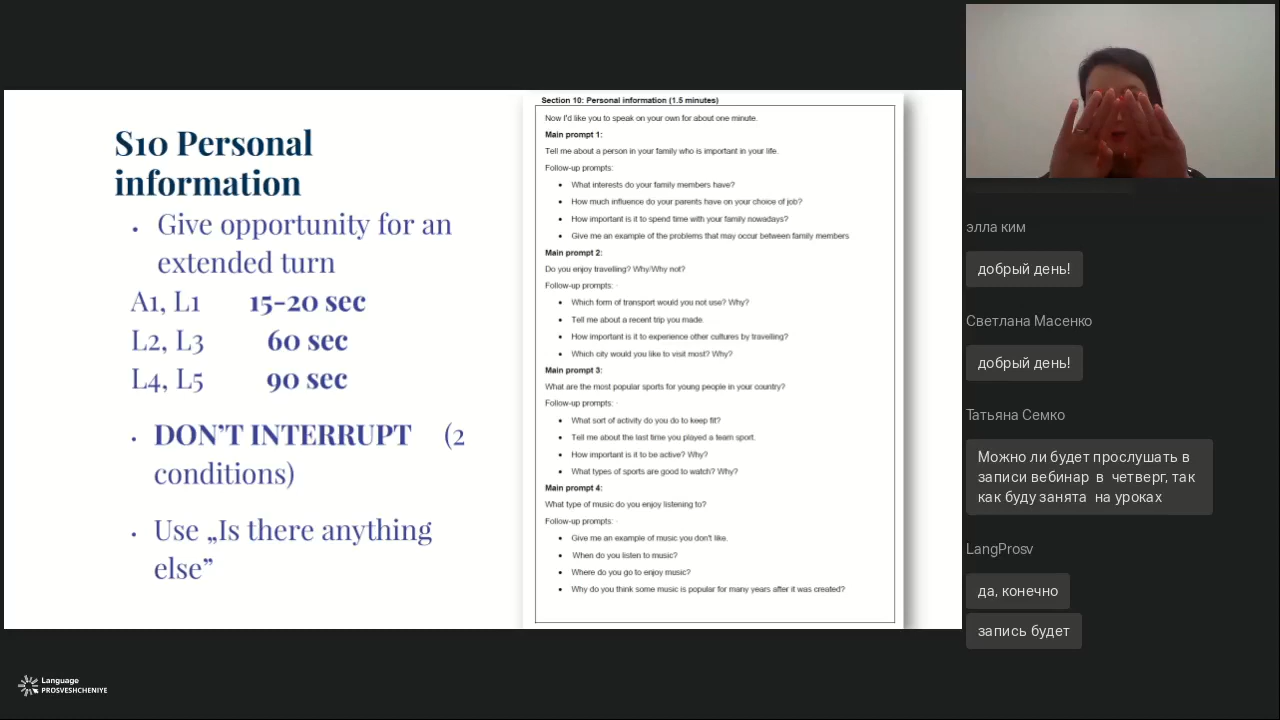 S10 Personal
information
• Give opportunity for an
extended turn
A1, L1 15-20 sec
L2, L3 60 sec
L4, L5 90 sec
• DON'T INTERRUPT (2
conditions)
• Use „Is there anything
else”
Section 10: Personal information (1.5 minutes)
Now I'd like you to speak on your own for about one minute.
Main prompt 1:
Tell me about a person in your family who is important in your life.
Follow-up prompts:
• What interests do your family members have?
• How much influence do your parents have on your choice of job?
• How important is it to spend time with your family nowadays?
• Give me an example of the problems that may occur between family members
Main prompt 2:
Do you enjoy travelling? Why/Why not?
Follow-up prompts:
• Which form of transport would you not use? Why?
• Tell me about a recent trip you made.
• How important is it to experience other cultures by travelling?
• Which city would you like to visit most? Why?
Main prompt 3:
What are the most popular sports for young people in your country?
Follow-up prompts:
• What sort of activity do you do to keep fit?
• Tell me about the last time you played a team sport.
• How important is it to be active? Why?
• What types of sports are good to watch? Why?
Main prompt 4:
What type of music do you enjoy listening to?
Follow-up prompts:
• Give me an example of music you don't like.
• When do you listen to music?
• Where do you go to enjoy music?
• Why do you think some music is popular for many years after it was created?
элла ким
добрый день!
Светлана Масенко
добрый день!
Татьяна Семко
Можно ли будет прослушать в
записи вебинар в четверг, так
как буду занята на уроках
LangProsv
да, конечно
запись будет
Language
PROSVESHCHENIYE